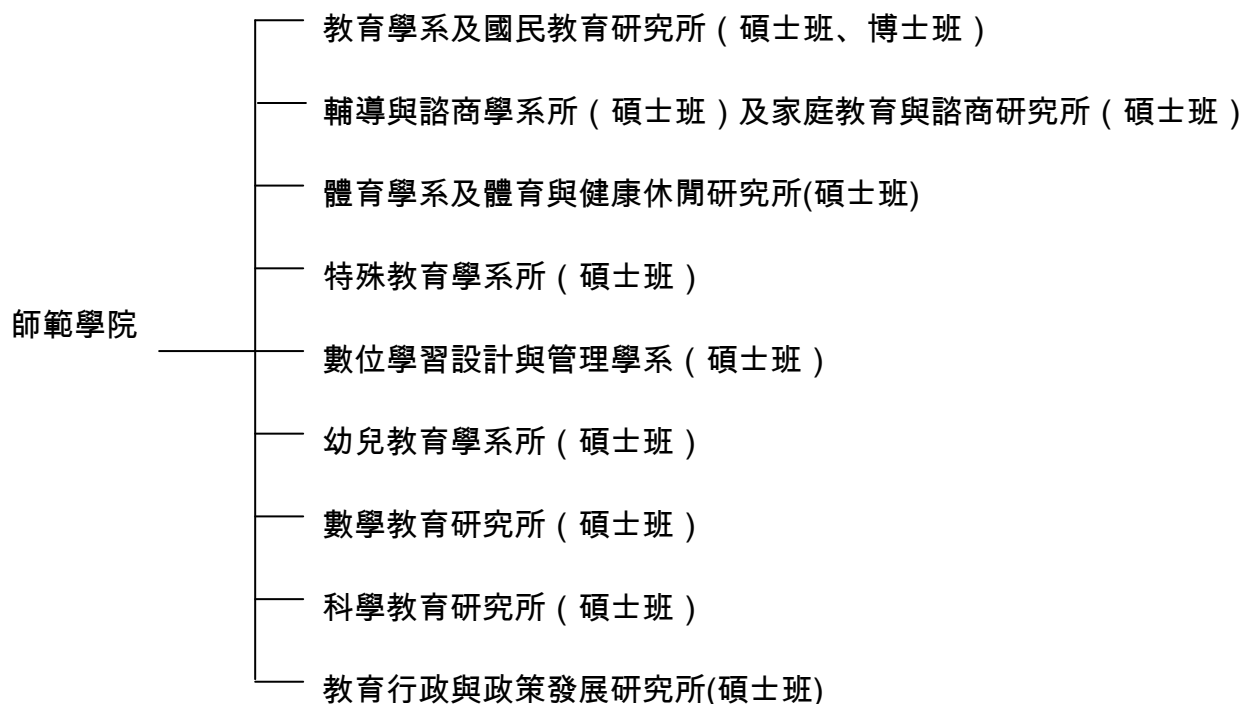 教育學系及國民教育研究所（碩士班、博士班）
輔導與諮商學系所（碩士班）及家庭教育與諮商研究所（碩士班）
體育學系及體育與健康休閒研究所(碩士班)
特殊教育學系所（碩士班）
師範學院
數位學習設計與管理學系（碩士班）
幼兒教育學系所（碩士班）
數學教育研究所（碩士班）
科學教育研究所（碩士班）
教育行政與政策發展研究所(碩士班)